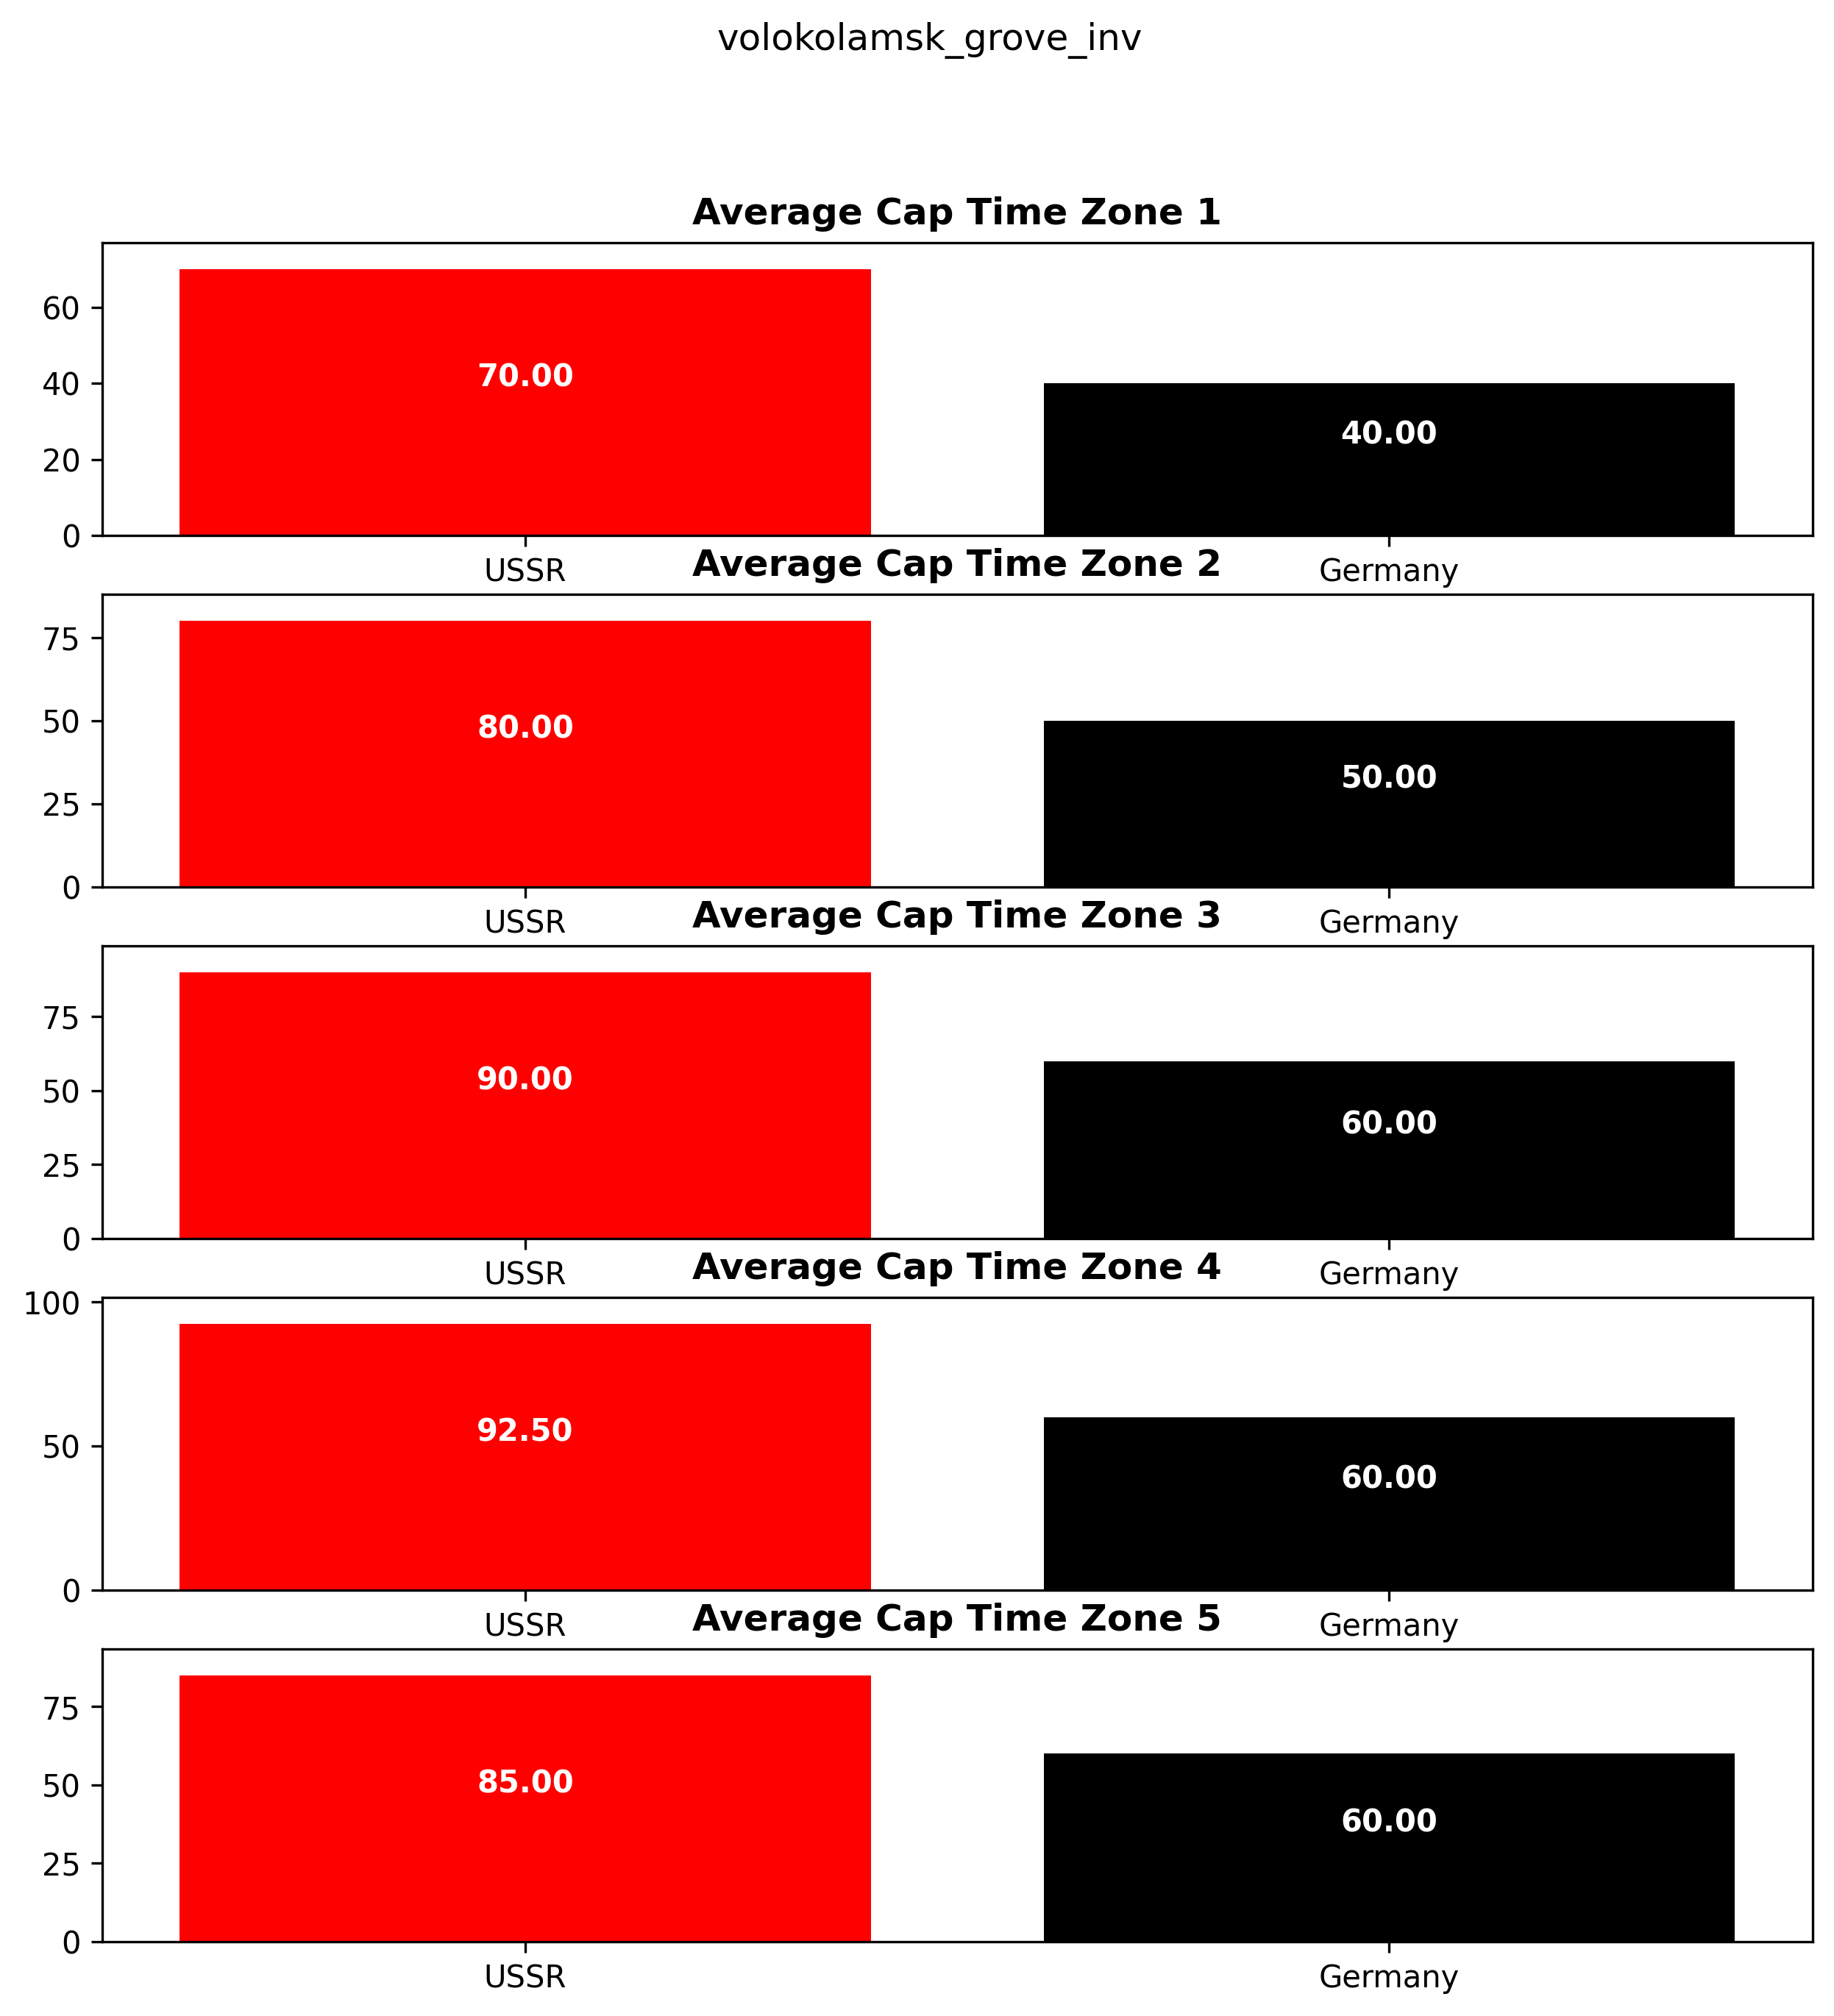 volokolamsk_grove_inv
Average Cap Time Zone 1
60
40
20
0
70.00
40.00
USSR
Germany
Average Cap Time Zone 2
75
50
25
0
80.00
50.00
USSR
Germany
Average Cap Time Zone 3
75
50
25
0
90.00
60.00
USSR
Germany
Average Cap Time Zone 4
100
50
0
92.50
60.00
USSR
Germany
Average Cap Time Zone 5
75
50
25
0
85.00
60.00
USSR
Germany